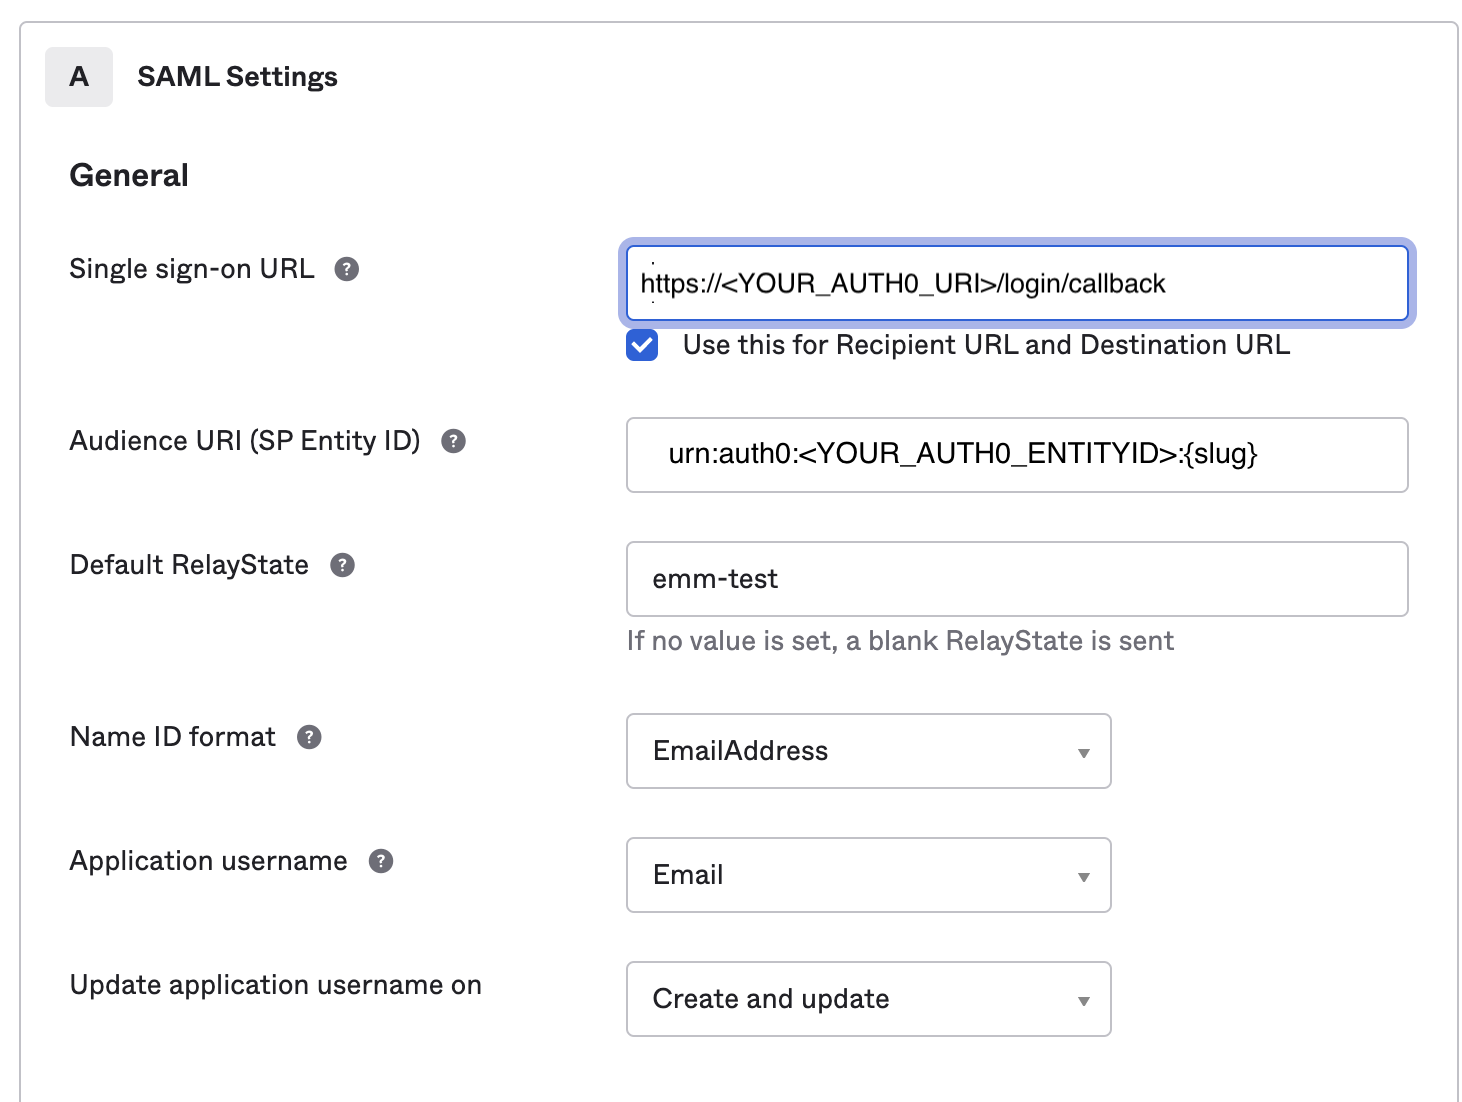 A SAML Settings
General
Single sign-on URL ?
https://<YOUR_AUTH0_URI>/login/callback
Use this for Recipient URL and Destination URL
Audience URI (SP Entity ID) ?
urn:auth0:<YOUR_AUTH0_ENTITYID>:{slug}
Default RelayState ?
emm-test
If no value is set, a blank RelayState is sent
Name ID format ?
EmailAddress
Application username ?
Email
Update application username on
Create and update